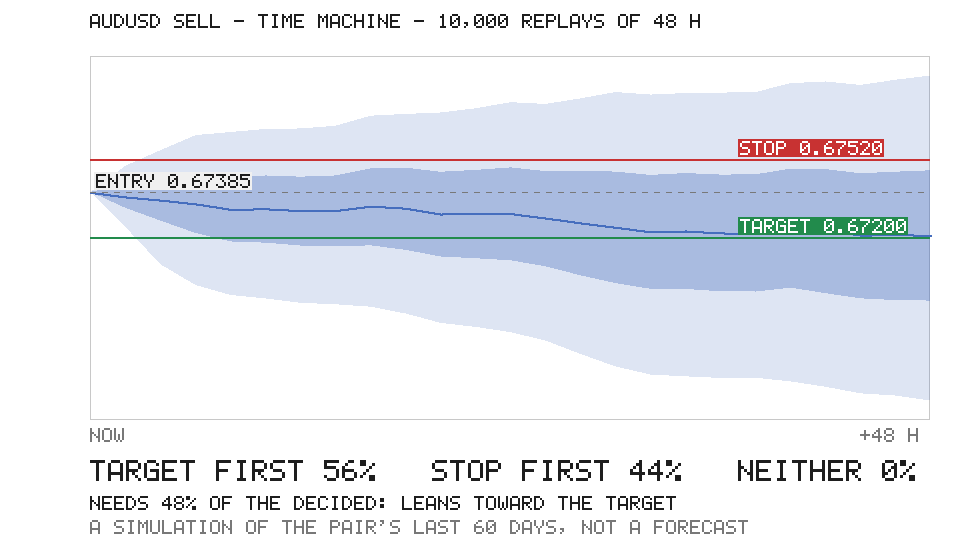 AUDUSD SELL – TIME MACHINE – 10,000 REPLAYS OF 48 H
STOP 0.67520
ENTRY 0.67385
TARGET 0.67200
NOW
+48 H
TARGET FIRST 56% STOP FIRST 44% NEITHER 0%
NEEDS 48% OF THE DECIDED: LEANS TOWARD THE TARGET
A SIMULATION OF THE PAIR'S LAST 60 DAYS, NOT A FORECAST